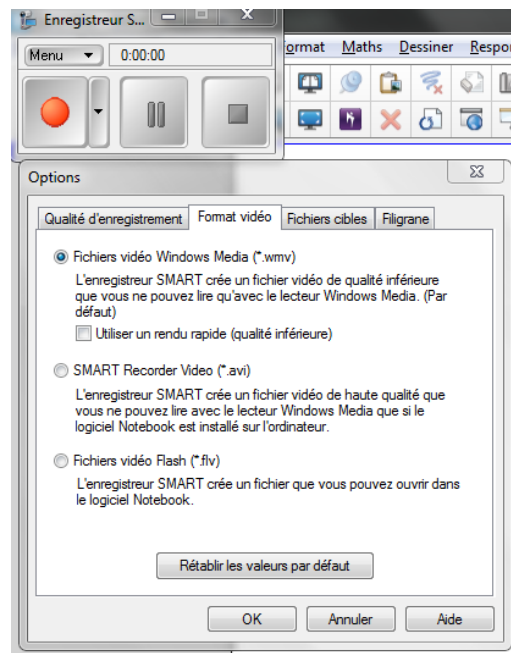 Enregistreur S...
Menu 0:00:00
ormat Maths Dessiner Respo
Options
Qualité d'enregistrement Format vidéo Fichiers cibles Filigrane
Fichiers vidéo Windows Media (*.wmv)
L'enregistreur SMART crée un fichier vidéo de qualité inférieure
que vous ne pouvez lire qu'avec le lecteur Windows Media. (Par
défaut)
Utiliser un rendu rapide (qualité inférieure)
SMART Recorder Video (*.avi)
L'enregistreur SMART crée un fichier vidéo de haute qualité que
vous ne pouvez lire avec le lecteur Windows Media que si le
logiciel Notebook est installé sur l'ordinateur.
Fichiers vidéo Flash (*.flv)
L'enregistreur SMART crée un fichier que vous pouvez ouvrir dans
le logiciel Notebook.
Rétablir les valeurs par défaut
OK Annuler Aide